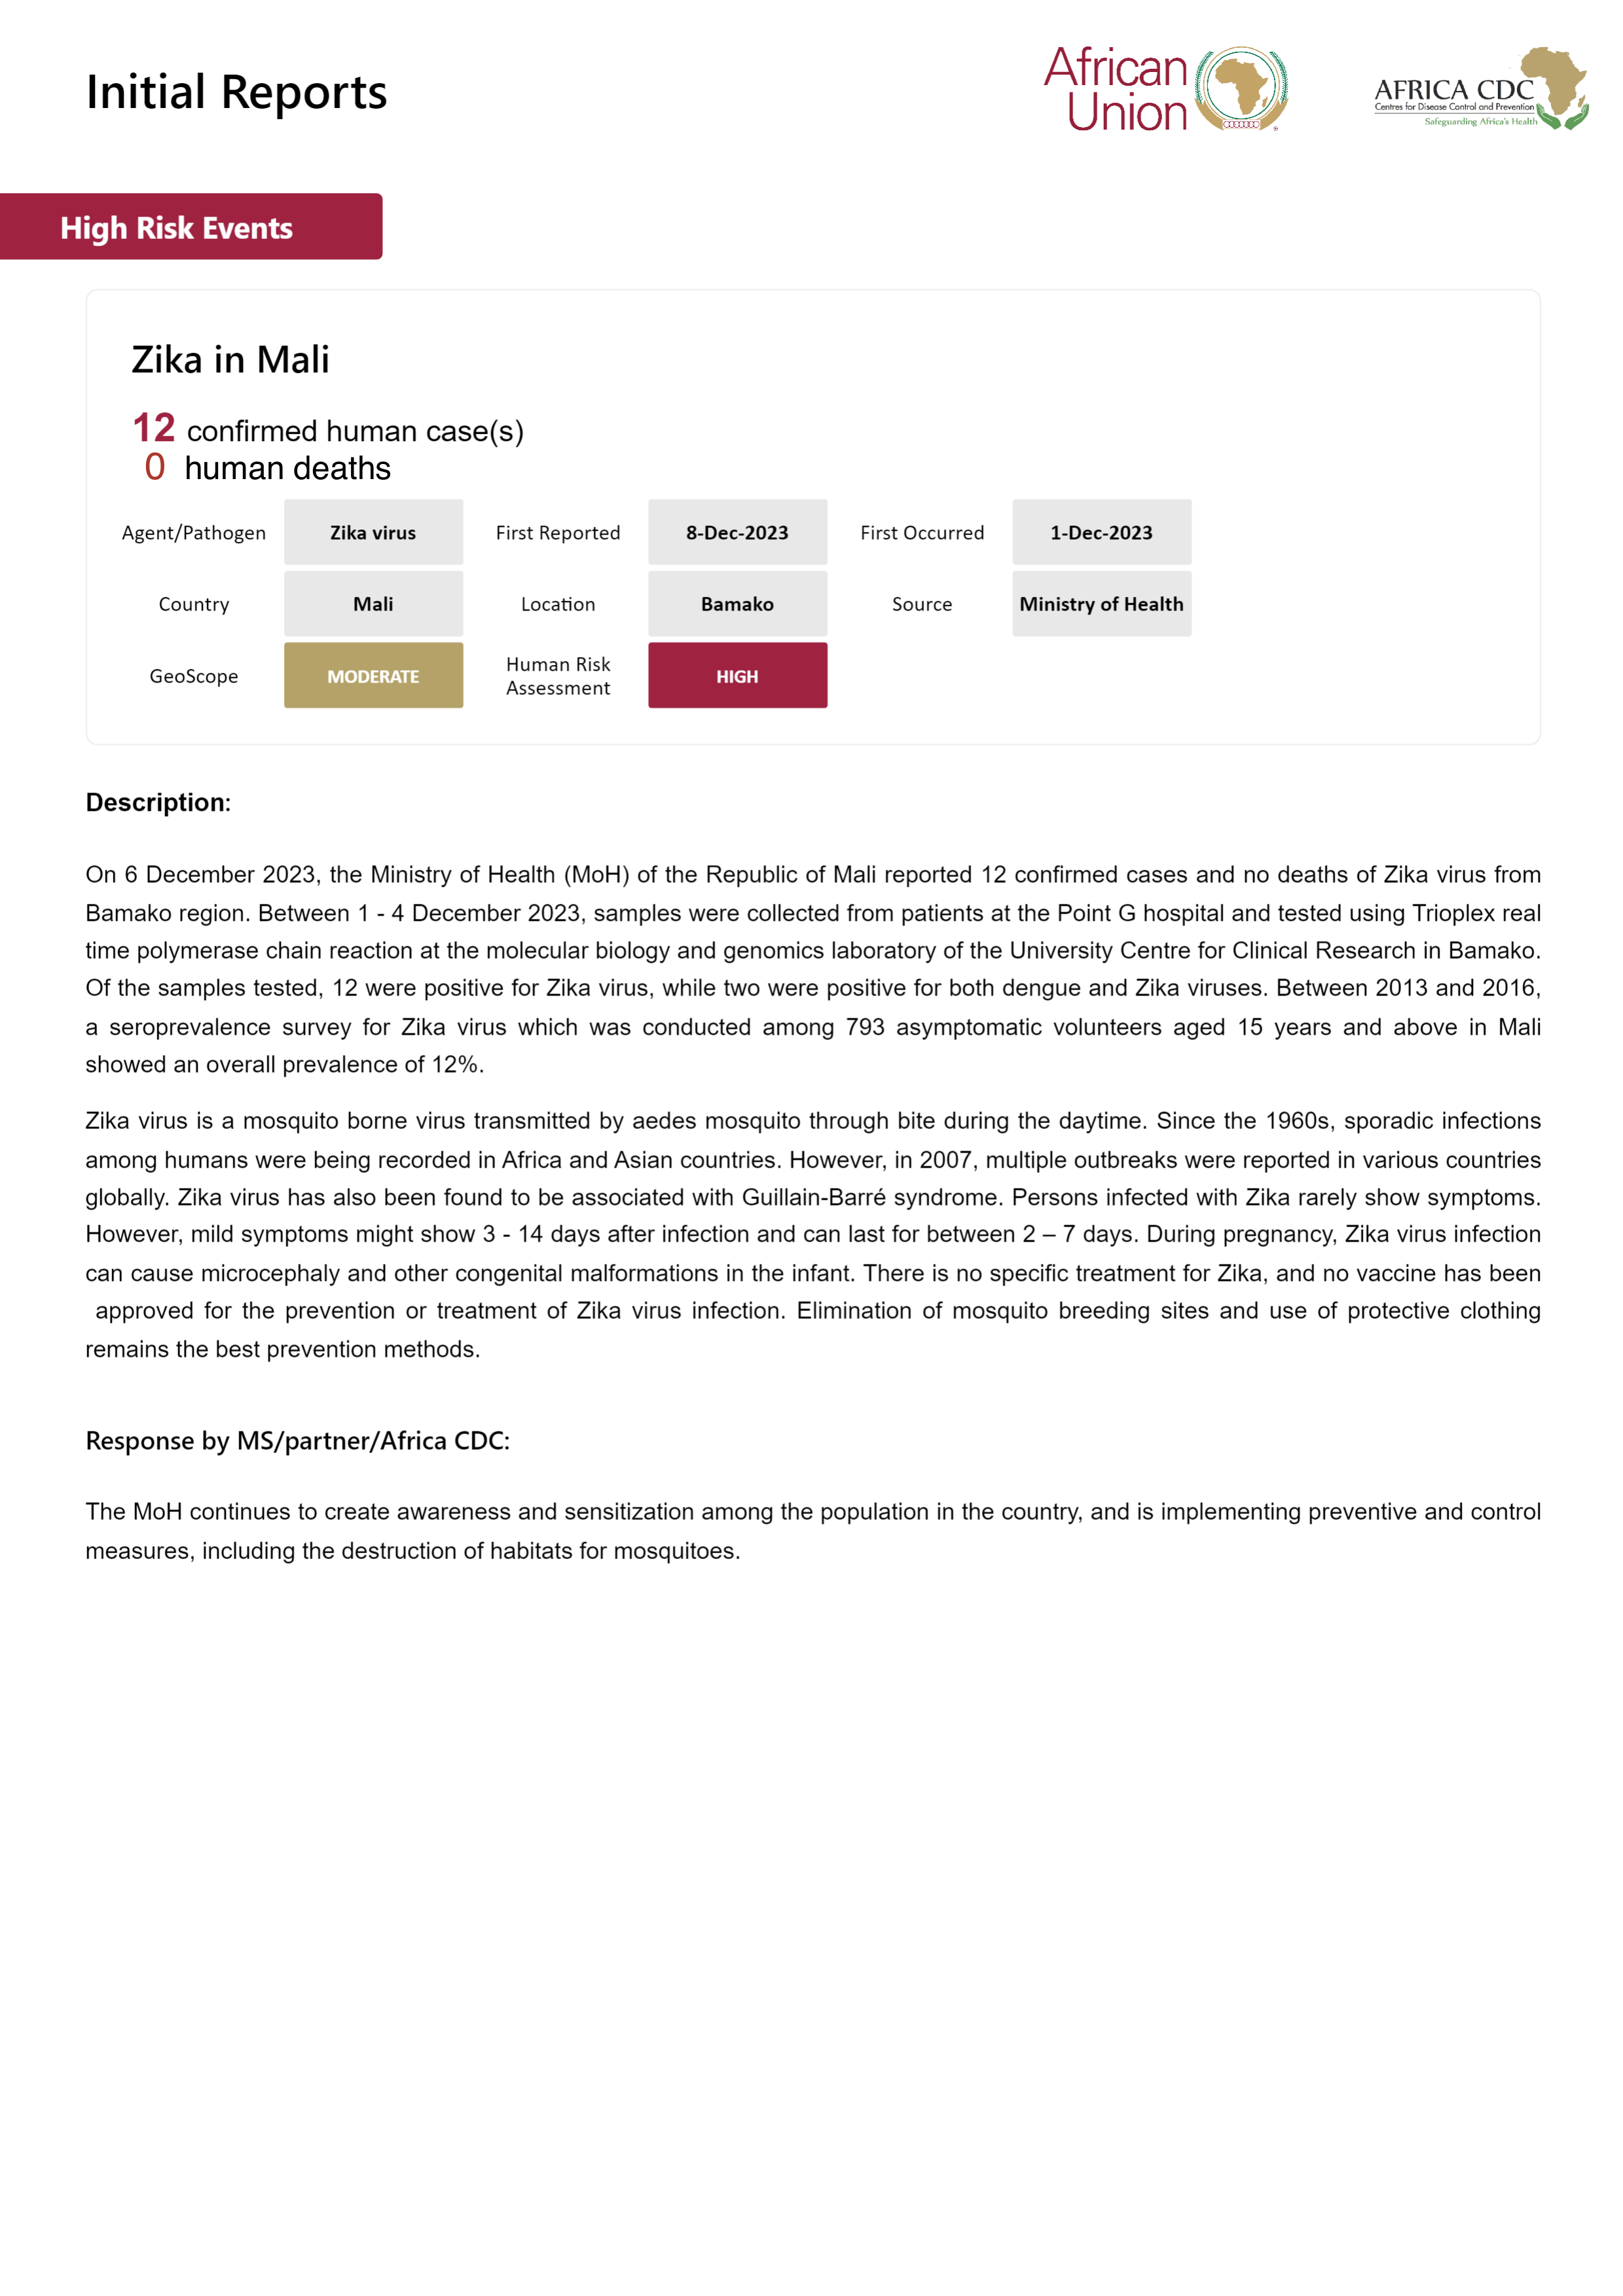 Initial Reports
African
Union
AFRICA CDC
Centres for Disease Control and Prevention
Safeguarding Africa's Health
High Risk Events
Zika in Mali
12 confirmed human case(s)
0 human deaths
Agent/Pathogen Zika virus First Reported 8-Dec-2023 First Occurred 1-Dec-2023
Country Mali Location Bamako Source Ministry of Health
GeoScope MODERATE Human Risk Assessment HIGH
Description:
On 6 December 2023, the Ministry of Health (MoH) of the Republic of Mali reported 12 confirmed cases and no deaths of Zika virus from
Bamako region. Between 1 - 4 December 2023, samples were collected from patients at the Point G hospital and tested using Trioplex real
time polymerase chain reaction at the molecular biology and genomics laboratory of the University Centre for Clinical Research in Bamako.
Of the samples tested, 12 were positive for Zika virus, while two were positive for both dengue and Zika viruses. Between 2013 and 2016,
a seroprevalence survey for Zika virus which was conducted among 793 asymptomatic volunteers aged 15 years and above in Mali
showed an overall prevalence of 12%.
Zika virus is a mosquito borne virus transmitted by aedes mosquito through bite during the daytime. Since the 1960s, sporadic infections
among humans were being recorded in Africa and Asian countries. However, in 2007, multiple outbreaks were reported in various countries
globally. Zika virus has also been found to be associated with Guillain-Barré syndrome. Persons infected with Zika rarely show symptoms.
However, mild symptoms might show 3 - 14 days after infection and can last for between 2 – 7 days. During pregnancy, Zika virus infection
can cause microcephaly and other congenital malformations in the infant. There is no specific treatment for Zika, and no vaccine has been
approved for the prevention or treatment of Zika virus infection. Elimination of mosquito breeding sites and use of protective clothing
remains the best prevention methods.
Response by MS/partner/Africa CDC:
The MoH continues to create awareness and sensitization among the population in the country, and is implementing preventive and control
measures, including the destruction of habitats for mosquitoes.